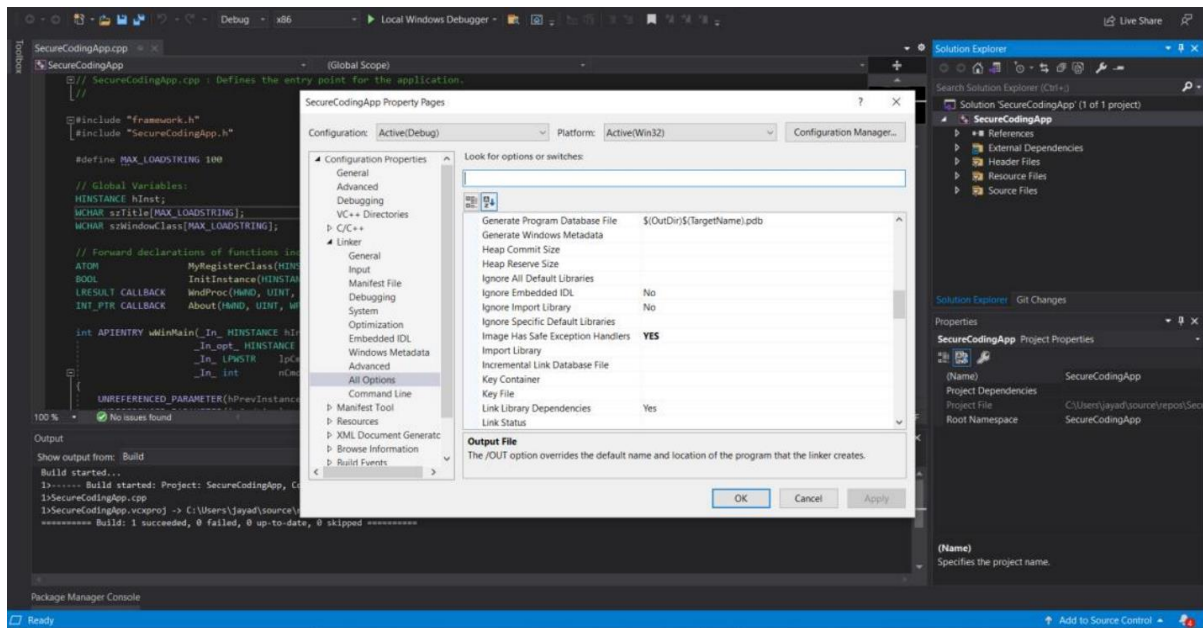 Debug
x86
Local Windows Debugger
Live Share
Toolbox
SecureCodingApp.cpp
SecureCodingApp
(Global Scope)
// SecureCodingApp.cpp : Defines the entry point for the application.
//
#include "framework.h"
#include "SecureCodingApp.h"
#define MAX_LOADSTRING 100
// Global Variables:
HINSTANCE hInst;
WCHAR szTitle[MAX_LOADSTRING];
WCHAR szWindowClass[MAX_LOADSTRING];
// Forward declarations of functions inc
ATOM MyRegisterClass(HINS
BOOL InitInstance(HINSTAN
LRESULT CALLBACK WndProc(HWND, UINT,
INT_PTR CALLBACK About(HWND, UINT,
int APIENTRY wWinMain(_In_ HINSTANCE hIn
_In_opt_ HINSTANCE
_In_ LPWSTR
_In_ int
{
UNREFERENCED_PARAMETER(hPrevInstance
100 %
No issues found
Output
Show output from: Build
Build started...
1>------ Build started: Project: SecureCodingApp,
1>SecureCodingApp.cpp
1>SecureCodingApp.vcxproj -> C:\Users\jayad\source\
========== Build: 1 succeeded, 0 failed, 0 up-to-date, 0 skipped ==========
Package Manager Console
Ready
SecureCodingApp Property Pages
? ×
Configuration: Active(Debug)
Platform: Active(Win32)
Configuration Manager...
Configuration Properties
General
Advanced
Debugging
VC++ Directories
C/C++
Linker
General
Input
Manifest File
Debugging
System
Optimization
Embedded IDL
Windows Metadata
Advanced
All Options
Command Line
Manifest Tool
Resources
XML Document Generatc
Browse Information
Build Events
Look for options or switches:
Generate Program Database File $(OutDir)$(TargetName).pdb
Generate Windows Metadata
Heap Commit Size
Heap Reserve Size
Ignore All Default Libraries
Ignore Embedded IDL No
Ignore Import Library No
Ignore Specific Default Libraries
Image Has Safe Exception Handlers YES
Import Library
Incremental Link Database File
Key Container
Key File
Link Library Dependencies Yes
Link Status
Output File
The /OUT option overrides the default name and location of the program that the linker creates.
OK
Cancel
Apply
Solution Explorer
Search Solution Explorer (Ctrl+;)
Solution 'SecureCodingApp' (1 of 1 project)
SecureCodingApp
References
External Dependencies
Header Files
Resource Files
Source Files
Solution Explorer Git Changes
Properties
SecureCodingApp Project Properties
(Name) SecureCodingApp
Project Dependencies
Project File C:\Users\jayad\source\repos\Sec
Root Namespace SecureCodingApp
(Name)
Specifies the project name.
Add to Source Control